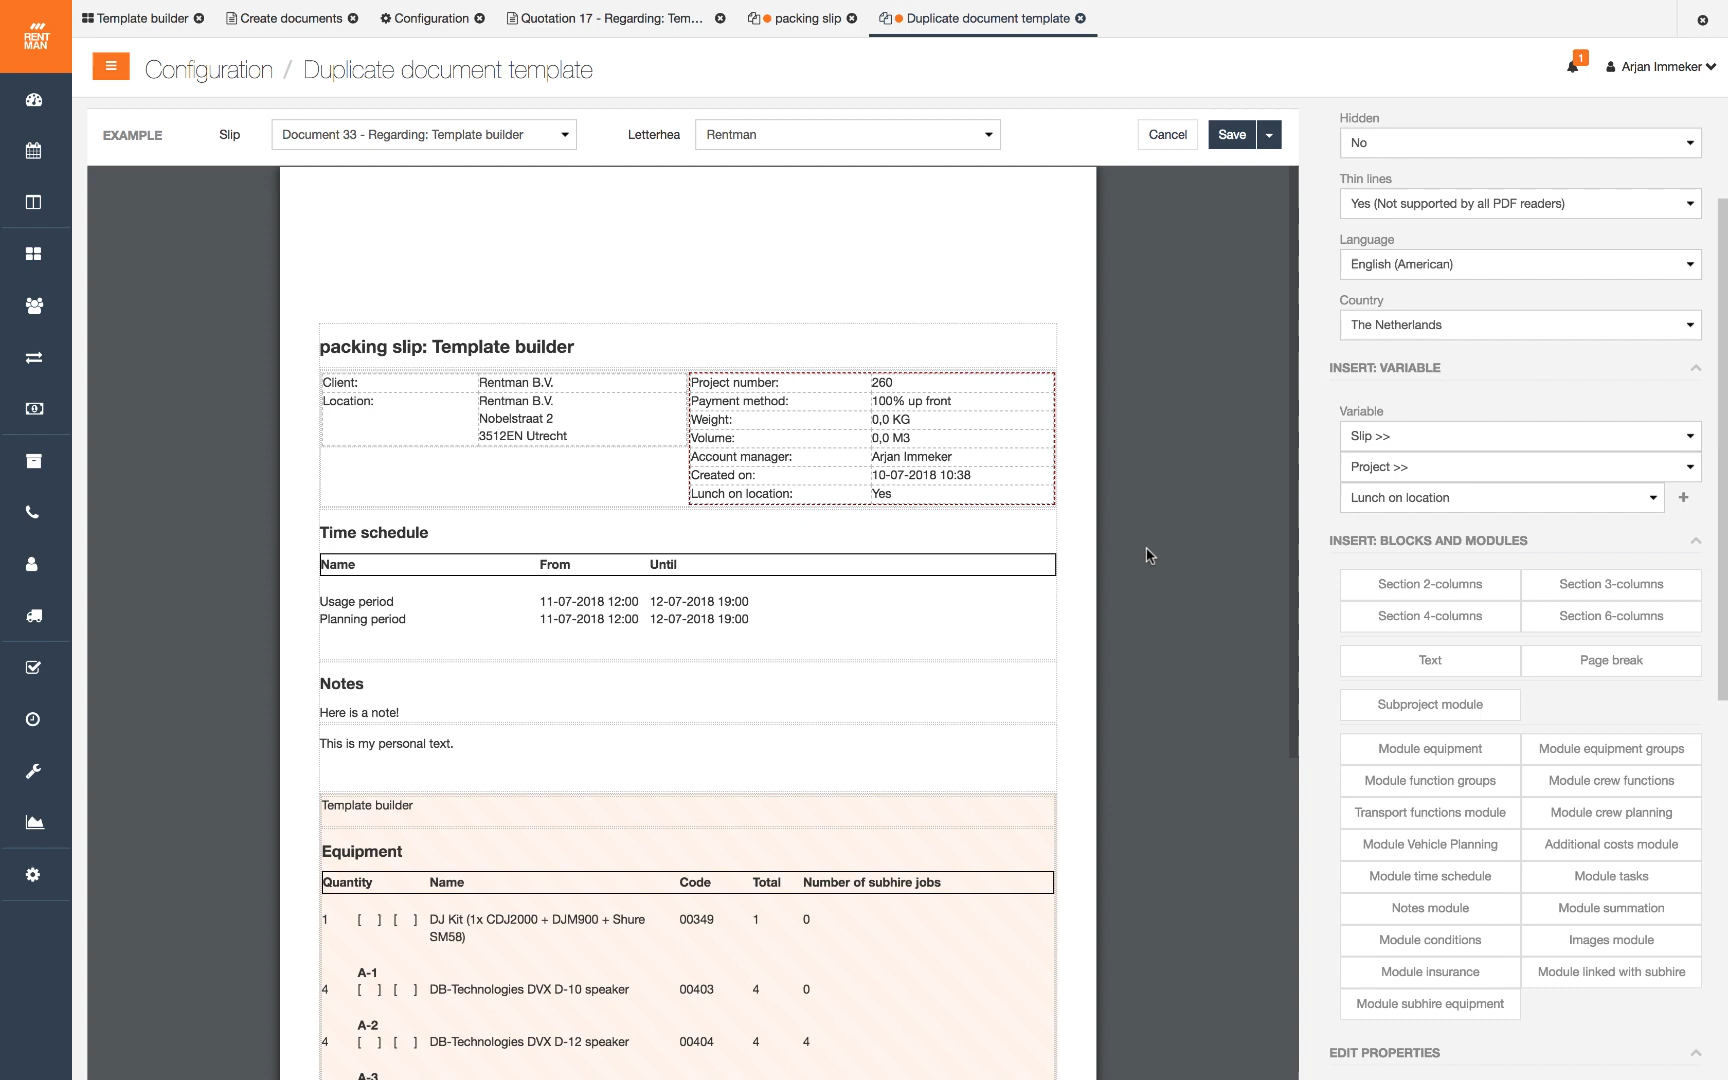 RENT
MAN
Template builder
Create documents
Configuration
Quotation 17 - Regarding: Tem...
packing slip
Duplicate document template
Configuration / Duplicate document template
1
Arjan Immeker
EXAMPLE
Slip
Document 33 - Regarding: Template builder
Letterhea
Rentman
Cancel
Save
packing slip: Template builder
Client: Rentman B.V.
Location: Rentman B.V.
Nobelstraat 2
3512EN Utrecht
Project number: 260
Payment method: 100% up front
Weight: 0,0 KG
Volume: 0,0 M3
Account manager: Arjan Immeker
Created on: 10-07-2018 10:38
Lunch on location: Yes
Time schedule
Name From Until
Usage period 11-07-2018 12:00 12-07-2018 19:00
Planning period 11-07-2018 12:00 12-07-2018 19:00
Notes
Here is a note!
This is my personal text.
Template builder
Equipment
Quantity Name Code Total Number of subhire jobs
1 [ ] [ ] DJ Kit (1x CDJ2000 + DJM900 + Shure 00349 1 0
SM58)
A-1
4 [ ] [ ] DB-Technologies DVX D-10 speaker 00403 4 0
A-2
4 [ ] [ ] DB-Technologies DVX D-12 speaker 00404 4 4
A-3
Hidden
No
Thin lines
Yes (Not supported by all PDF readers)
Language
English (American)
Country
The Netherlands
INSERT: VARIABLE
Variable
Slip >>
Project >>
Lunch on location
INSERT: BLOCKS AND MODULES
Section 2-columns Section 3-columns
Section 4-columns Section 6-columns
Text Page break
Subproject module
Module equipment Module equipment groups
Module function groups Module crew functions
Transport functions module Module crew planning
Module Vehicle Planning Additional costs module
Module time schedule Module tasks
Notes module Module summation
Module conditions Images module
Module insurance Module linked with subhire
Module subhire equipment
EDIT PROPERTIES